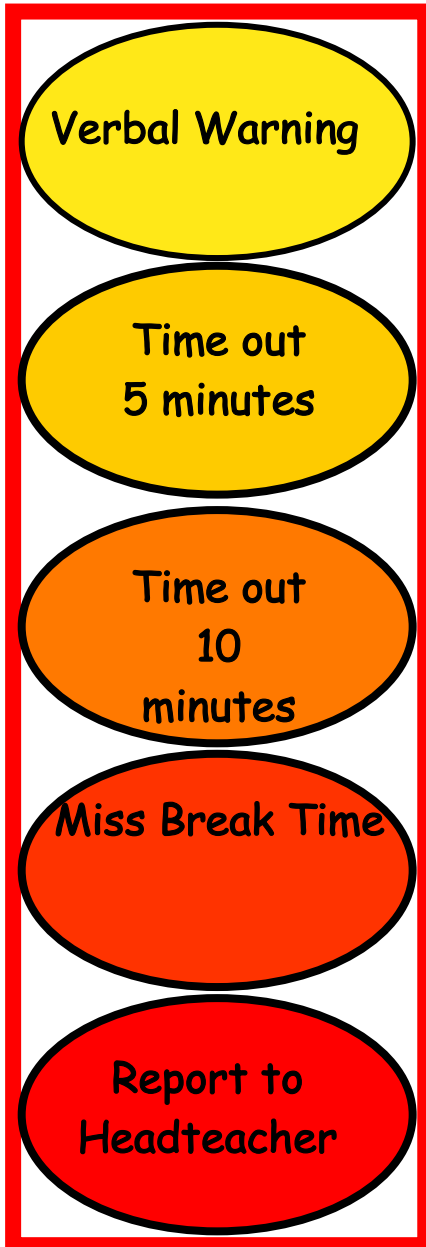 Verbal Warning
Time out
5 minutes
Time out
10
minutes
Miss Break Time
Report to
Headteacher